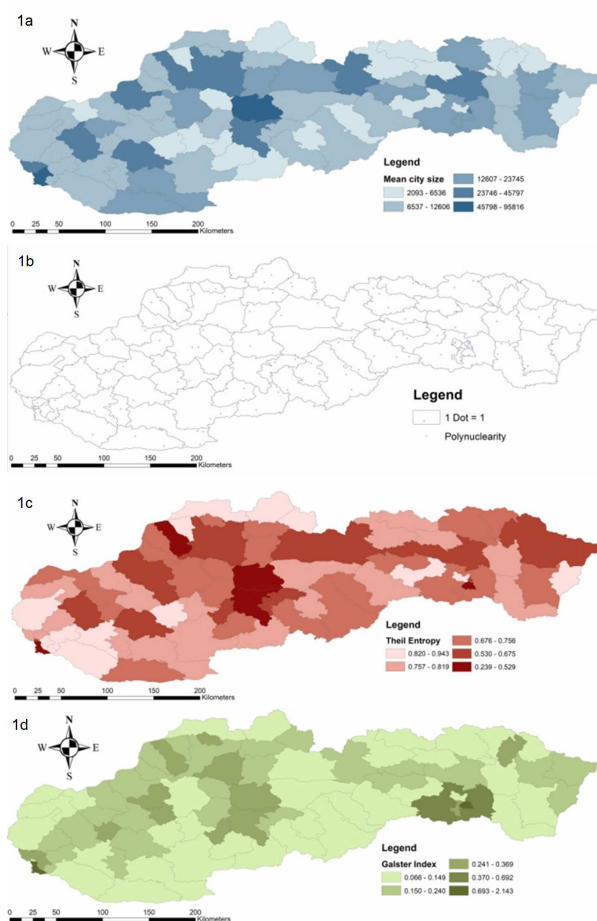 1a
N
W E
S
Legend
Mean city size
2093 - 6536
6537 - 12606
12607 - 23745
23746 - 45797
45798 - 95816
0 25 50 100 150 200
Kilometers
1b
N
W E
S
Legend
1 Dot = 1
Polynuclearity
0 25 50 100 150 200
Kilometers
1c
N
W E
S
Legend
Theil Entropy
0.820 - 0.943
0.757 - 0.819
0.676 - 0.756
0.530 - 0.675
0.239 - 0.529
0 25 50 100 150 200
Kilometers
1d
N
W E
S
Legend
Galster Index
0.066 - 0.149
0.150 - 0.240
0.241 - 0.369
0.370 - 0.692
0.693 - 2.143
0 25 50 100 150 200
Kilometers